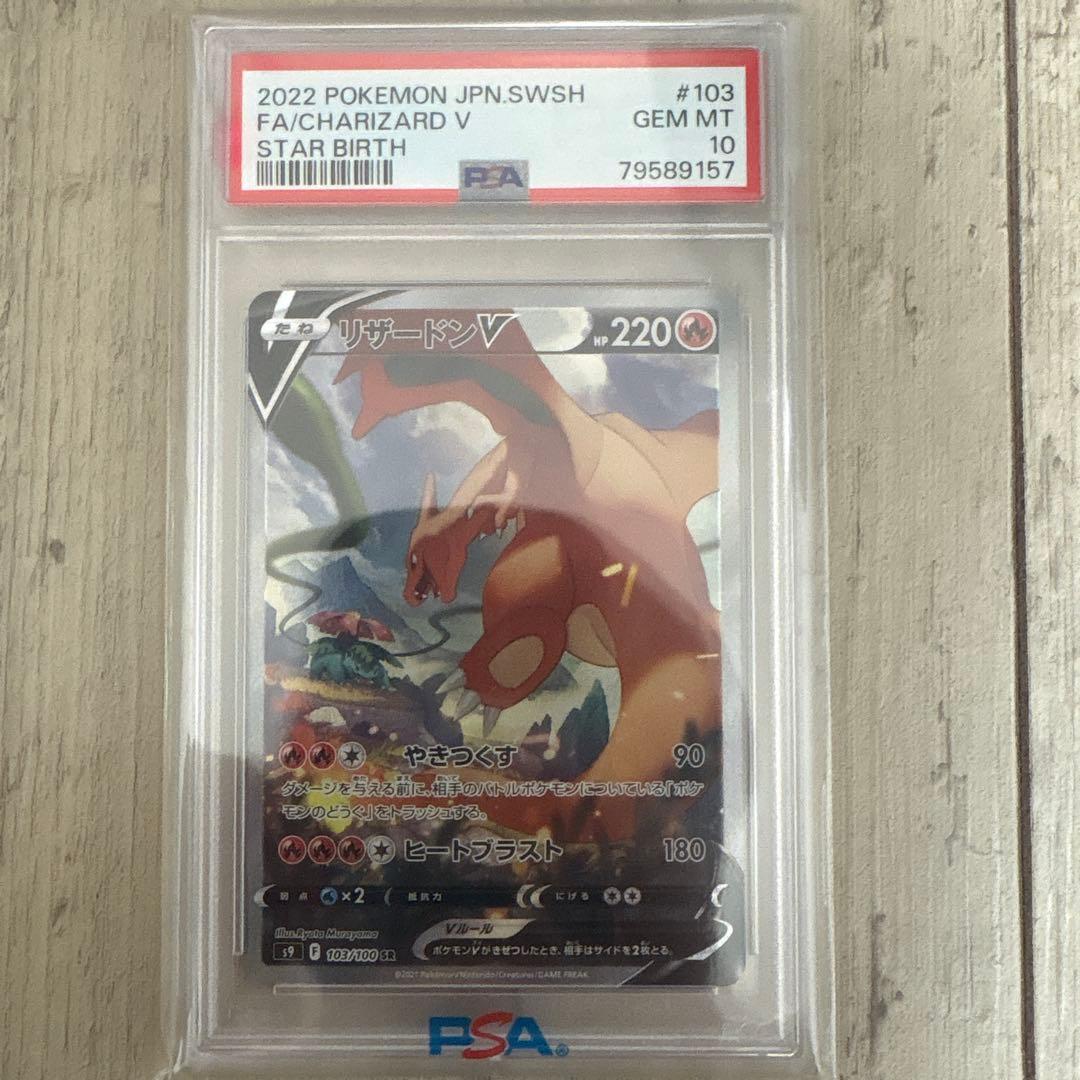 2022 POKEMON JPN.SWSH #103
FA/CHARIZARD V GEM MT
STAR BIRTH 10
PSA 79589157
たね リザードンV HP220
やきつくす 90
ダメージを与える前に、相手のバトルポケモンについている「ポケ
モンのどうぐ」をトラッシュする。
ヒートブラスト 180
弱点 ×2 抵抗力 にげる
Illus. Ryota Murayama
Vルール
ポケモンVがきぜつしたとき、相手はサイドを2枚とる。
s9 F 103/100 SR
©2021 Pokémon/Nintendo/Creatures/GAME FREAK
PSA®